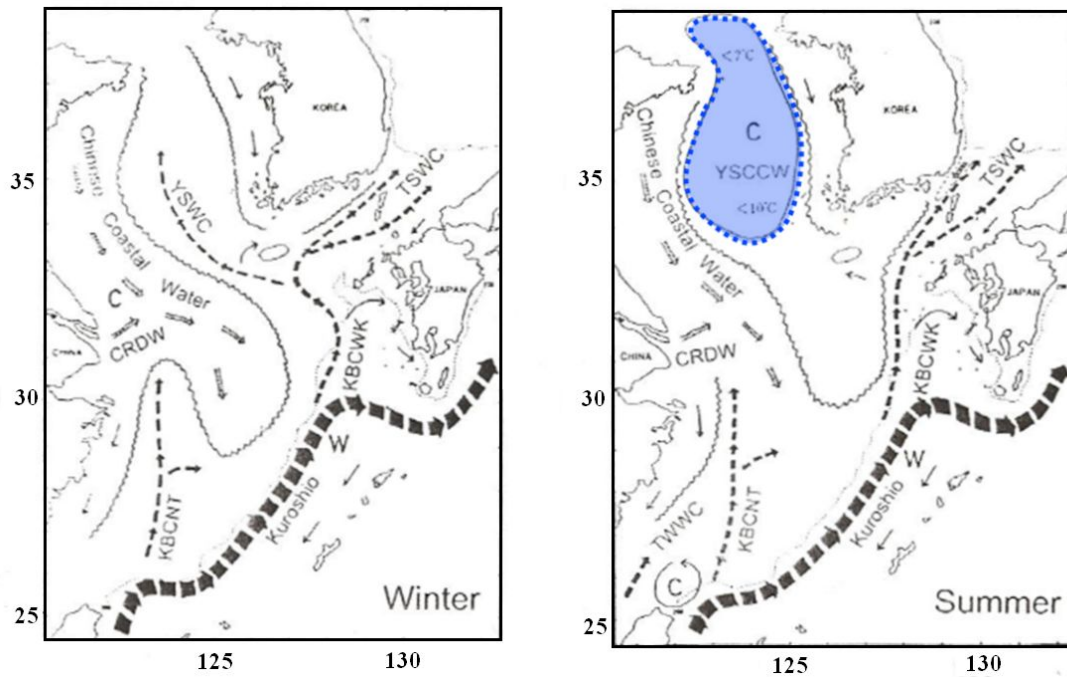 KOREA
Chinese
Coastal
Water
YSWC
TSWC
C
CRDW
CHINA
JAPAN
KBCWK
W
Kuroshio
KBCNT
Winter
35
30
25
125
130
<7°C
C
YSCCW
<10°C
KOREA
Chinese
Coastal
Water
TSWC
CRDW
CHINA
JAPAN
KBCWK
W
Kuroshio
TWWC
KBCNT
C
Summer
35
30
25
125
130